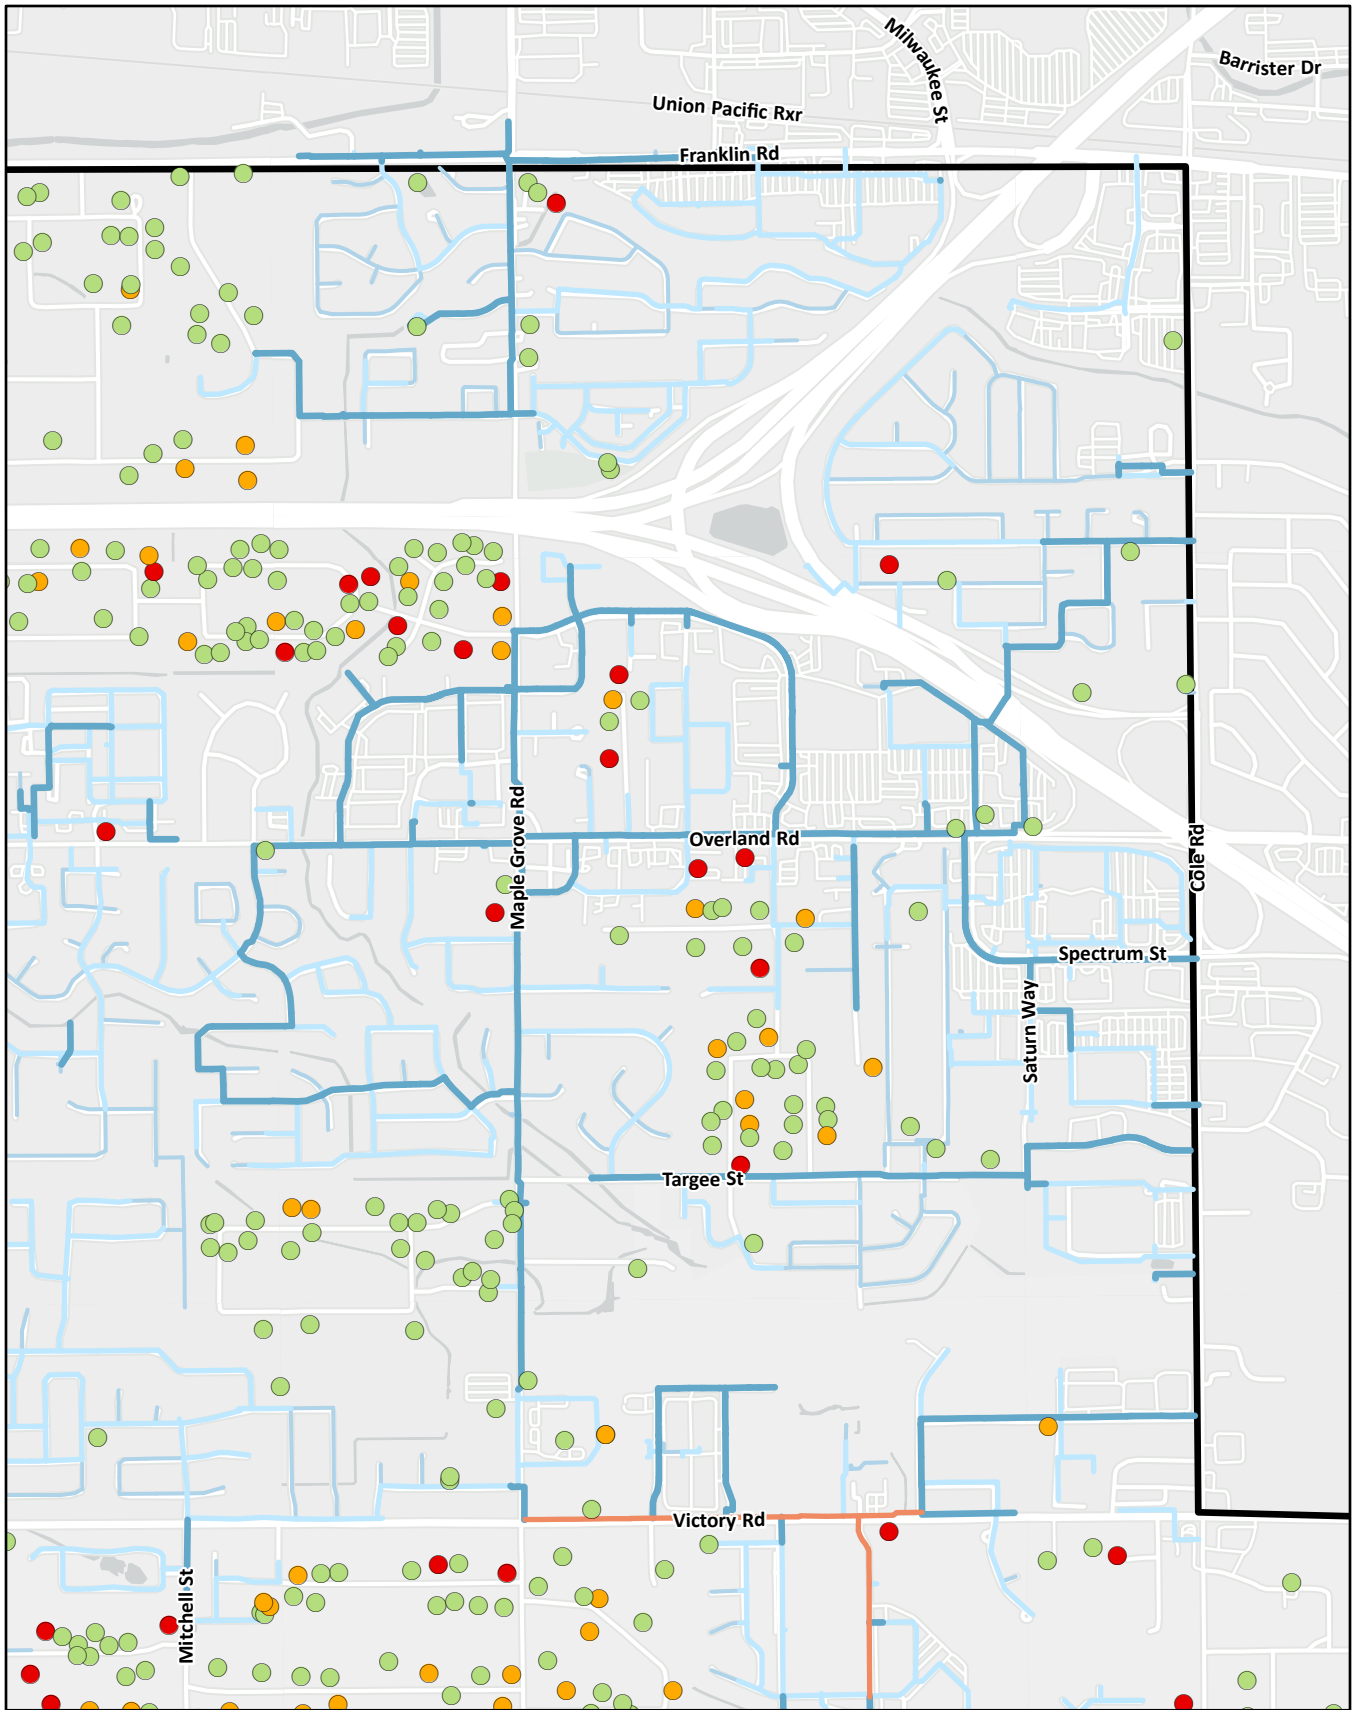 Milwaukee St
Barrister Dr
Union Pacific Rxr
Franklin Rd
Maple Grove Rd
Overland Rd
Cole Rd
Spectrum St
Saturn Way
Targee St
Victory Rd
Mitchell St